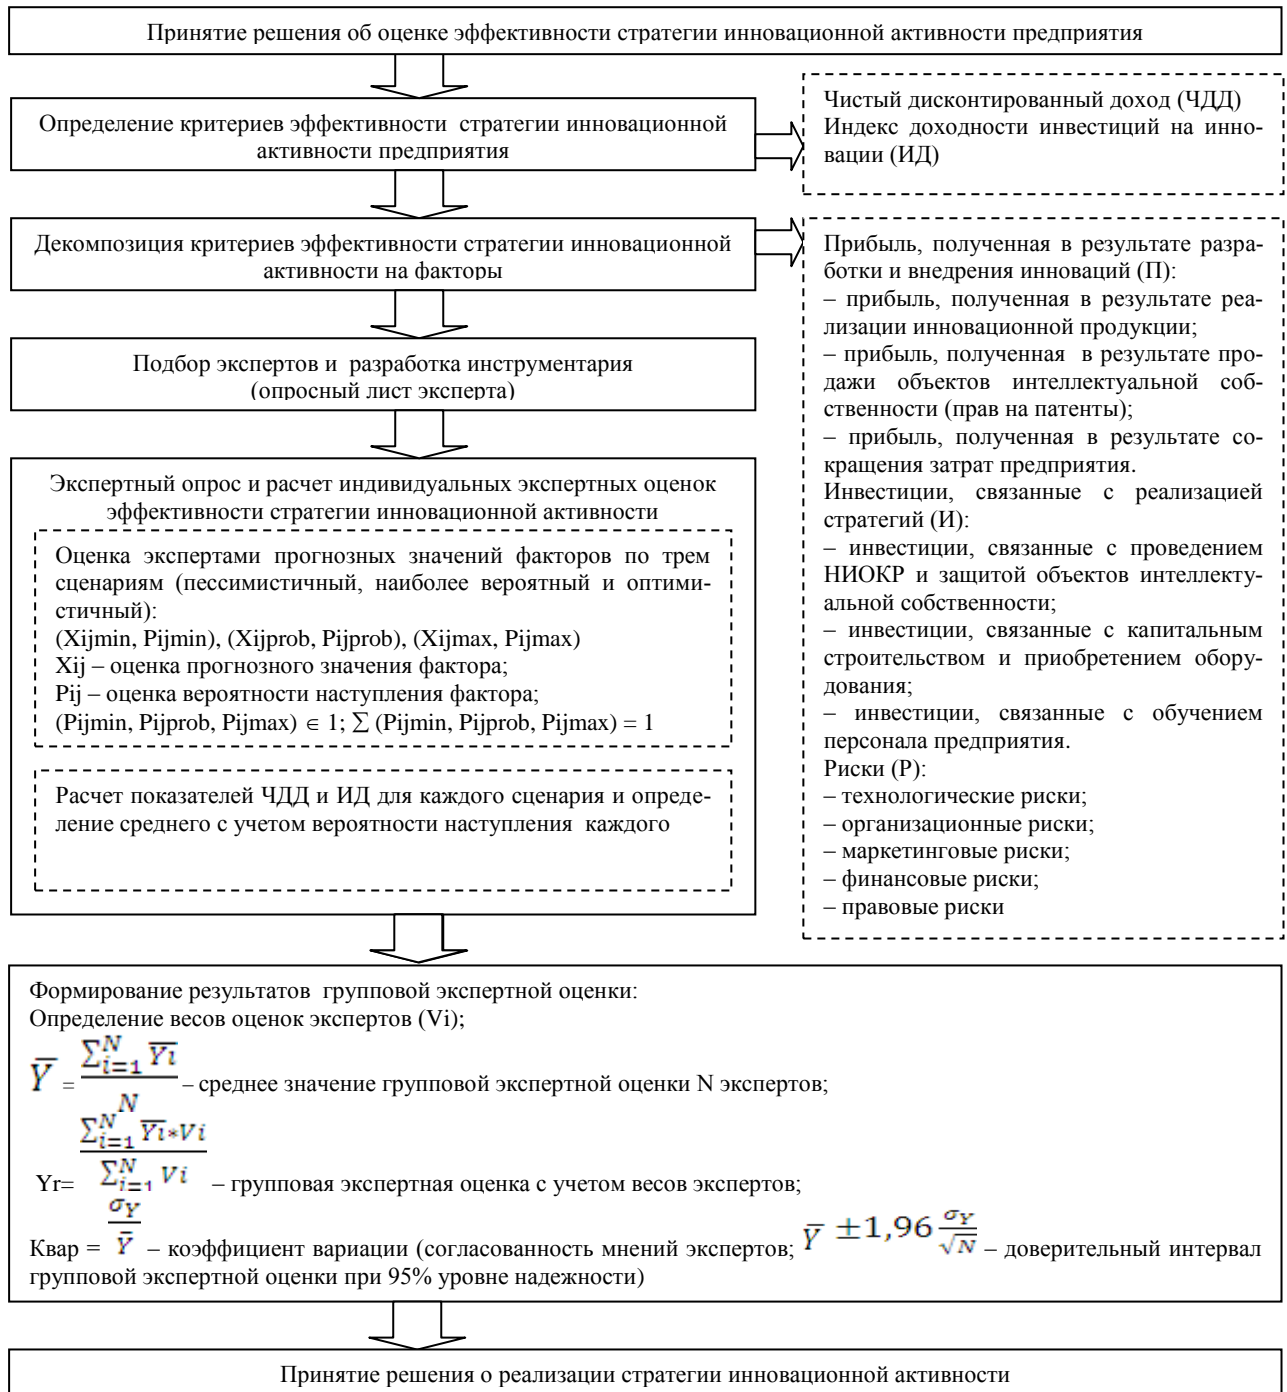 Принятие решения об оценке эффективности стратегии инновационной активности предприятия
Определение критериев эффективности стратегии инновационной
активности предприятия
Чистый дисконтированный доход (ЧДД)
Индекс доходности инвестиций на инно-
вации (ИД)
Декомпозиция критериев эффективности стратегии инновационной
активности на факторы
Прибыль, полученная в результате разра-
ботки и внедрения инноваций (П):
– прибыль, полученная в результате реа-
лизации инновационной продукции;
– прибыль, полученная в результате про-
дажи объектов интеллектуальной соб-
ственности (прав на патенты);
– прибыль, полученная в результате со-
кращения затрат предприятия.
Инвестиции, связанные с реализацией
стратегий (И):
– инвестиции, связанные с проведением
НИОКР и защитой объектов интеллекту-
альной собственности;
– инвестиции, связанные с капитальным
строительством и приобретением обору-
дования;
– инвестиции, связанные с обучением
персонала предприятия.
Риски (Р):
– технологические риски;
– организационные риски;
– маркетинговые риски;
– финансовые риски;
– правовые риски
Подбор экспертов и разработка инструментария
(опросный лист эксперта)
Экспертный опрос и расчет индивидуальных экспертных оценок
эффективности стратегии инновационной активности
Оценка экспертами прогнозных значений факторов по трем
сценариям (пессимистичный, наиболее вероятный и оптими-
стичный):
(Xijmin, Pijmin), (Xijprob, Pijprob), (Xijmax, Pijmax)
Xij – оценка прогнозного значения фактора;
Pij – оценка вероятности наступления фактора;
(Pijmin, Pijprob, Pijmax) ∈ 1; ∑ (Pijmin, Pijprob, Pijmax) = 1
Расчет показателей ЧДД и ИД для каждого сценария и опреде-
ление среднего с учетом вероятности наступления каждого
Формирование результатов групповой экспертной оценки:
Определение весов оценок экспертов (Vi);
Y̅ = ∑_{i=1}^{N} Y̅i̅ / N – среднее значение групповой экспертной оценки N экспертов;
Yr= ∑_{i=1}^{N} Y̅i̅*Vi / ∑_{i=1}^{N} Vi – групповая экспертная оценка с учетом весов экспертов;
Квар = σ_Y / Y̅ – коэффициент вариации (согласованность мнений экспертов; Y̅ ±1,96 σ_Y/√N – доверительный интервал
групповой экспертной оценки при 95% уровне надежности)
Принятие решения о реализации стратегии инновационной активности